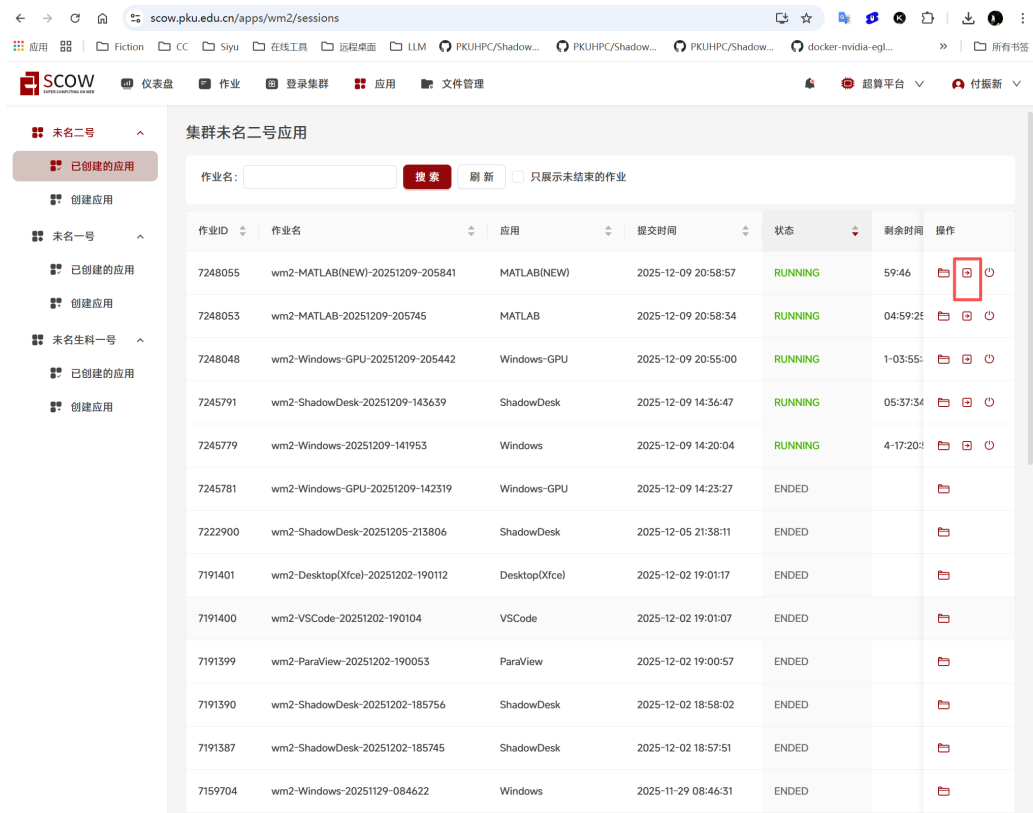 scow.pku.edu.cn/apps/wm2/sessions
应用 Fiction CC Siyu 在线工具 远程桌面 LLM PKUHPC/Shadow... PKUHPC/Shadow... PKUHPC/Shadow... docker-nvidia-egl... » 所有书签
SCOW 仪表盘 作业 登录集群 应用 文件管理 超算平台 付振新
SUPER COMPUTING ON WEB
未名二号
已创建的应用
创建应用
未名一号
已创建的应用
创建应用
未名生科一号
已创建的应用
创建应用
集群未名二号应用
作业名: 搜 索 刷 新 只展示未结束的作业
作业ID 作业名 应用 提交时间 状态 剩余时间 操作
7248055 wm2-MATLAB(NEW)-20251209-205841 MATLAB(NEW) 2025-12-09 20:58:57 RUNNING 59:46
7248053 wm2-MATLAB-20251209-205745 MATLAB 2025-12-09 20:58:34 RUNNING 04:59:25
7248048 wm2-Windows-GPU-20251209-205442 Windows-GPU 2025-12-09 20:55:00 RUNNING 1-03:55:
7245791 wm2-ShadowDesk-20251209-143639 ShadowDesk 2025-12-09 14:36:47 RUNNING 05:37:34
7245779 wm2-Windows-20251209-141953 Windows 2025-12-09 14:20:04 RUNNING 4-17:20:
7245781 wm2-Windows-GPU-20251209-142319 Windows-GPU 2025-12-09 14:23:27 ENDED
7222900 wm2-ShadowDesk-20251205-213806 ShadowDesk 2025-12-05 21:38:11 ENDED
7191401 wm2-Desktop(Xfce)-20251202-190112 Desktop(Xfce) 2025-12-02 19:01:17 ENDED
7191400 wm2-VSCode-20251202-190104 VSCode 2025-12-02 19:01:07 ENDED
7191399 wm2-ParaView-20251202-190053 ParaView 2025-12-02 19:00:57 ENDED
7191390 wm2-ShadowDesk-20251202-185756 ShadowDesk 2025-12-02 18:58:02 ENDED
7191387 wm2-ShadowDesk-20251202-185745 ShadowDesk 2025-12-02 18:57:51 ENDED
7159704 wm2-Windows-20251129-084622 Windows 2025-11-29 08:46:31 ENDED